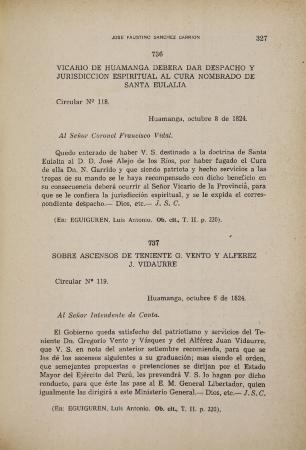 JOSE FAUSTINO SANCHEZ CARRION 327
736
VICARIO DE HUAMANGA DEBERA DAR DESPACHO Y
JURISDICCION ESPIRITUAL AL CURA NOMBRADO DE
SANTA EULALIA
Circular Nº 118.
Huamanga, octubre 8 de 1824.
Al Señor Coronel Francisco Vidal.
Quedo enterado de haber V. S. destinado a la doctrina de Santa
Eulalia al D. D. José Alejo de los Ríos, por haber fugado el Cura
de ella Dn. N. Garrido y que siendo patriota y hecho servicios a las
tropas de su mando se le haya recompensado con dicho beneficio en
su consecuencia deberá ocurrir al Señor Vicario de la Provincia, para
que se le confiera la jurisdicción espiritual, y se le expida el corres-
pondiente despacho.— Dios, etc.— J. S. C.
(En: EGUIGUREN, Luis Antonio. Ob. cit., T. II. p. 220).
737
SOBRE ASCENSOS DE TENIENTE G. VENTO Y ALFEREZ
J. VIDAURRE
Circular Nº 119.
Huamanga, octubre 6 de 1824.
Al Señor Intendente de Canta.
El Gobierno queda satisfecho del patriotismo y servicios del Te-
niente Dn. Gregorio Vento y Vásques y del Alférez Juan Vidaurre,
que V. S. en nota del anterior setiembre recomienda, para que se
les dé los ascensos siguientes a su graduación; mas siendo el orden,
que semejantes propuestas o pretenciones se dirijan por el Estado
Mayor del Ejército del Perú, les prevendrá V. S. lo hagan por dicho
conducto, para que éste las pase al E. M. General Libertador, quien
igualmente las dirigirá a este Ministerio General.— Dios, etc.— J. S. C.
(En: EGUIGUREN, Luis Antonio. Ob. cit., T. II. p. 220).